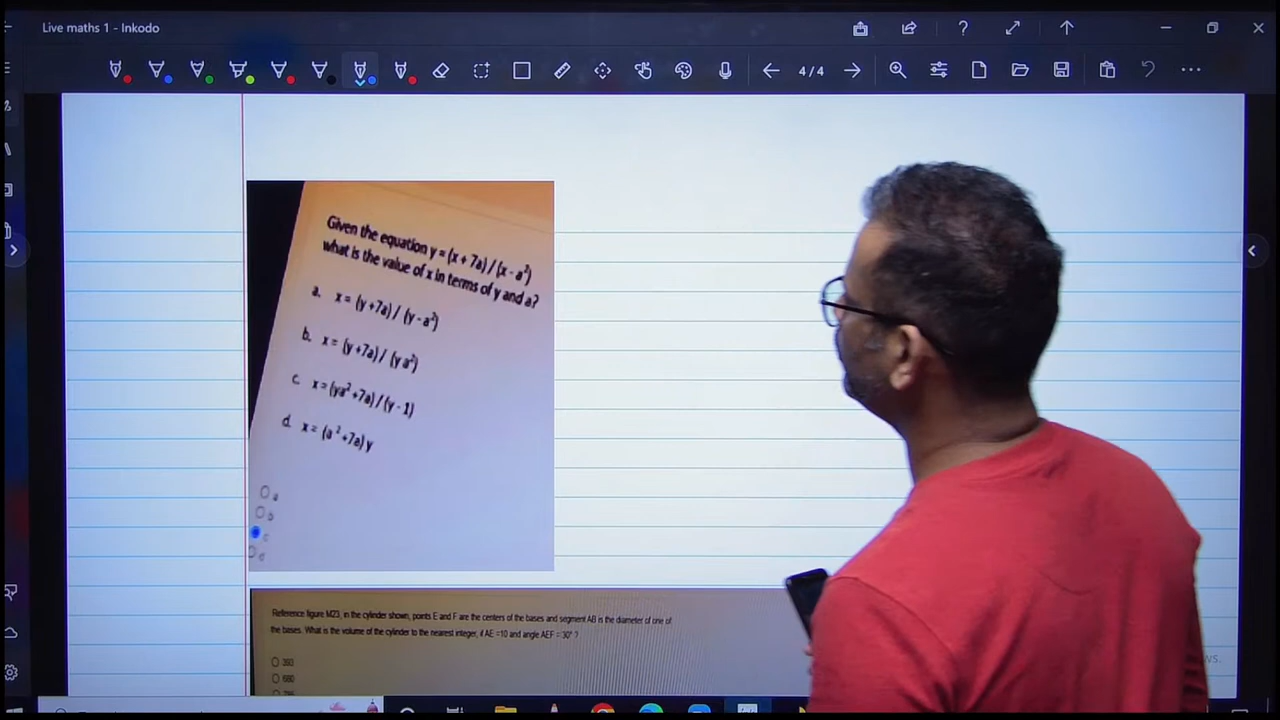 Live maths 1 - Inkodo
4/4
Given the equation y = (x + 7a) / (x - a²)
what is the value of x in terms of y and a?
a. x = (y +7a) / (y - a²)
b. x = (y +7a) / (y a²)
c. x = (ya² +7a) / (y - 1)
d. x = (a² +7a) y
a
b
c
d
Reference figure M23, in the cylinder shown, points E and F are the centers of the bases and segment AB is the diameter of one of
the bases. What is the volume of the cylinder to the nearest integer, if AE =10 and angle AEF = 30° ?
393
680